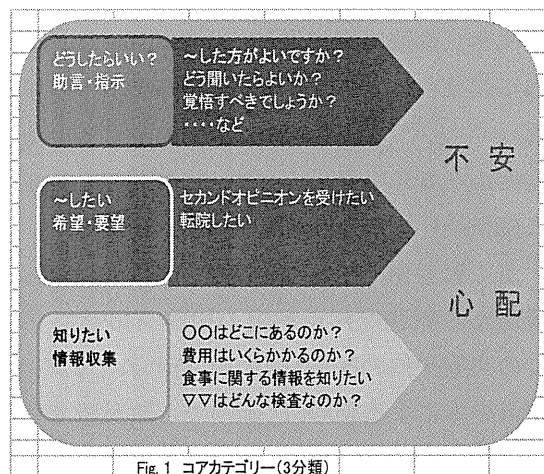 どうしたらいい?
助言・指示
～した方がよいですか?
どう聞いたらよいか?
覚悟すべきでしょうか?
・・・・など
不 安
～したい
希望・要望
セカンドオピニオンを受けたい
転院したい
心 配
知りたい
情報収集
〇〇はどこにあるのか?
費用はいくらかかるのか?
食事に関する情報を知りたい
▽▽はどんな検査なのか?
Fig. 1 コアカテゴリー(3分類)